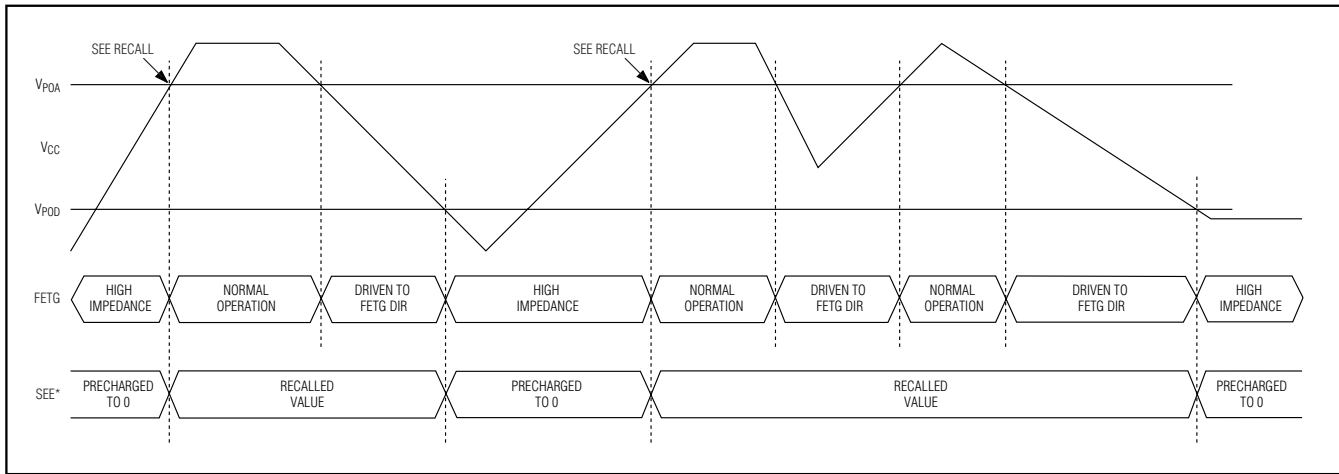 SEE RECALL
SEE RECALL
VPOA
VCC
VPOD
FETG
HIGH
IMPEDANCE
NORMAL
OPERATION
DRIVEN TO
FETG DIR
HIGH
IMPEDANCE
NORMAL
OPERATION
DRIVEN TO
FETG DIR
NORMAL
OPERATION
DRIVEN TO
FETG DIR
HIGH
IMPEDANCE
SEE*
PRECHARGED
TO 0
RECALLED
VALUE
PRECHARGED
TO 0
RECALLED
VALUE
PRECHARGED
TO 0